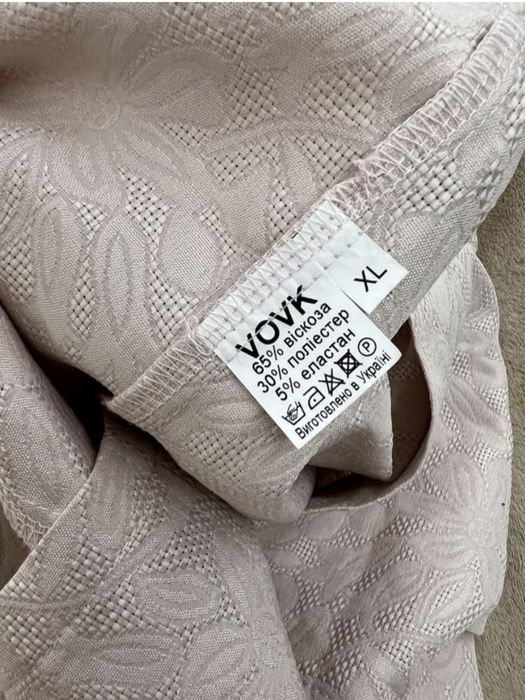 VOVK
65% віскоза
30% поліестер
5% еластан
Ⓟ
Виготовлено в Україні
XL